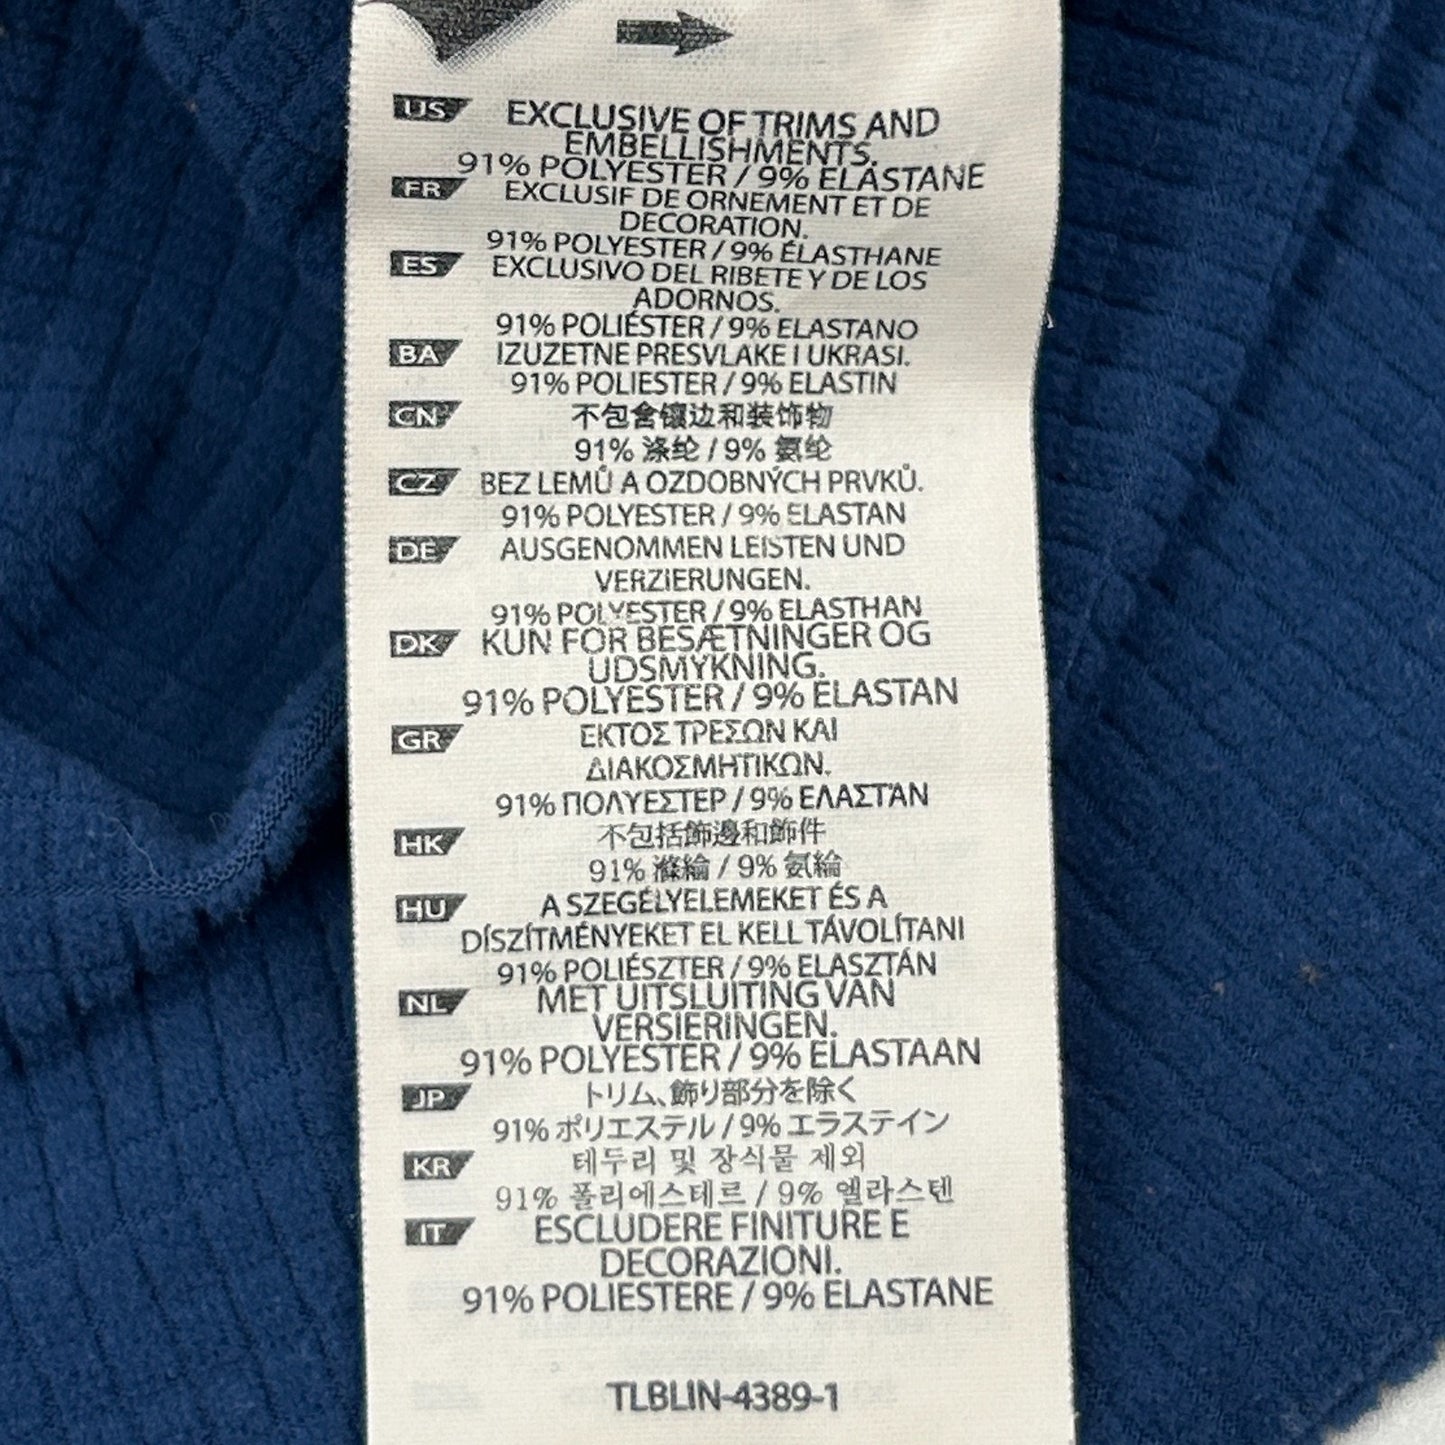 US EXCLUSIVE OF TRIMS AND
EMBELLISHMENTS.
91% POLYESTER / 9% ELASTANE
FR EXCLUSIF DE ORNEMENT ET DE
DECORATION.
91% POLYESTER / 9% ÉLASTHANE
ES EXCLUSIVO DEL RIBETE Y DE LOS
ADORNOS.
91% POLIÉSTER / 9% ELASTANO
BA IZUZETNE PRESVLAKE I UKRASI.
91% POLIESTER / 9% ELASTIN
CN 不包含镶边和装饰物
91% 涤纶 / 9% 氨纶
CZ BEZ LEMŮ A OZDOBNÝCH PRVKŮ.
91% POLYESTER / 9% ELASTAN
DE AUSGENOMMEN LEISTEN UND
VERZIERUNGEN.
91% POLYESTER / 9% ELASTHAN
DK KUN FOR BESÆTNINGER OG
UDSMYKNING.
91% POLYESTER / 9% ELASTAN
GR ΕΚΤΟΣ ΤΡΕΣΩΝ ΚΑΙ
ΔΙΑΚΟΣΜΗΤΙΚΩΝ.
91% ΠΟΛΥΕΣΤΕΡ / 9% ΕΛΑΣΤΆΝ
HK 不包括飾邊和飾件
91% 滌綸 / 9% 氨綸
HU A SZEGÉLYELEMEKET ÉS A
DÍSZÍTMÉNYEKET EL KELL TÁVOLÍTANI
91% POLIÉSZTER / 9% ELASZTÁN
NL MET UITSLUITING VAN
VERSIERINGEN.
91% POLYESTER / 9% ELASTAAN
JP トリム、飾り部分を除く
91% ポリエステル / 9% エラステイン
KR 테두리 및 장식물 제외
91% 폴리에스테르 / 9% 엘라스텐
IT ESCLUDERE FINITURE E
DECORAZIONI.
91% POLIESTERE / 9% ELASTANE
TLBLIN-4389-1